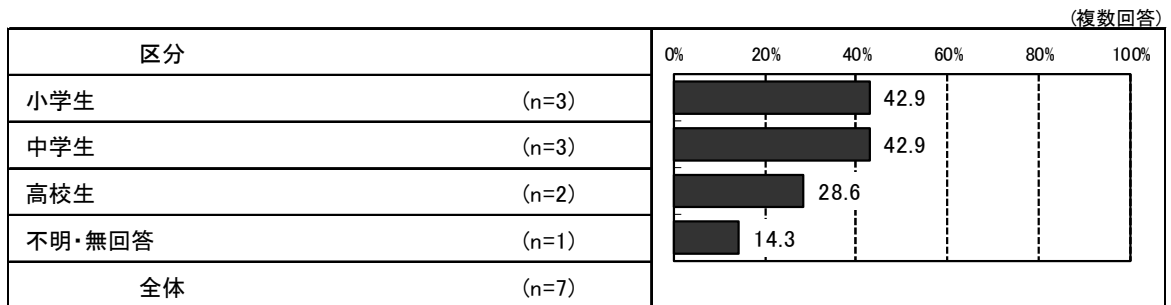 (複数回答)
区分 0% 20% 40% 60% 80% 100%
小学生 (n=3) 42.9
中学生 (n=3) 42.9
高校生 (n=2) 28.6
不明・無回答 (n=1) 14.3
全体 (n=7)